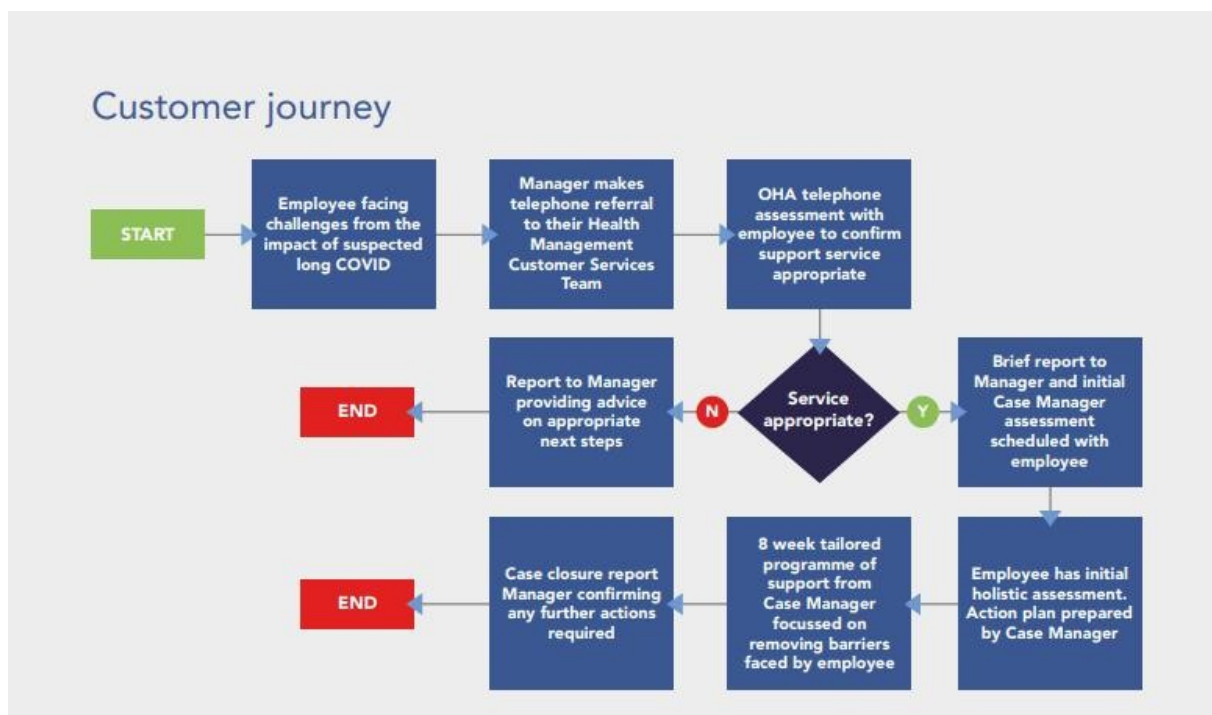 Customer journey
START
Employee facing
challenges from the
impact of suspected
long COVID
Manager makes
telephone referral
to their Health
Management
Customer Services
Team
OHA telephone
assessment with
employee to confirm
support service
appropriate
Service
appropriate?
N
Report to Manager
providing advice
on appropriate
next steps
END
Y
Brief report to
Manager and initial
Case Manager
assessment
scheduled with
employee
Employee has initial
holistic assessment.
Action plan prepared
by Case Manager
8 week tailored
programme of
support from
Case Manager
focussed on
removing barriers
faced by employee
Case closure report
Manager confirming
any further actions
required
END